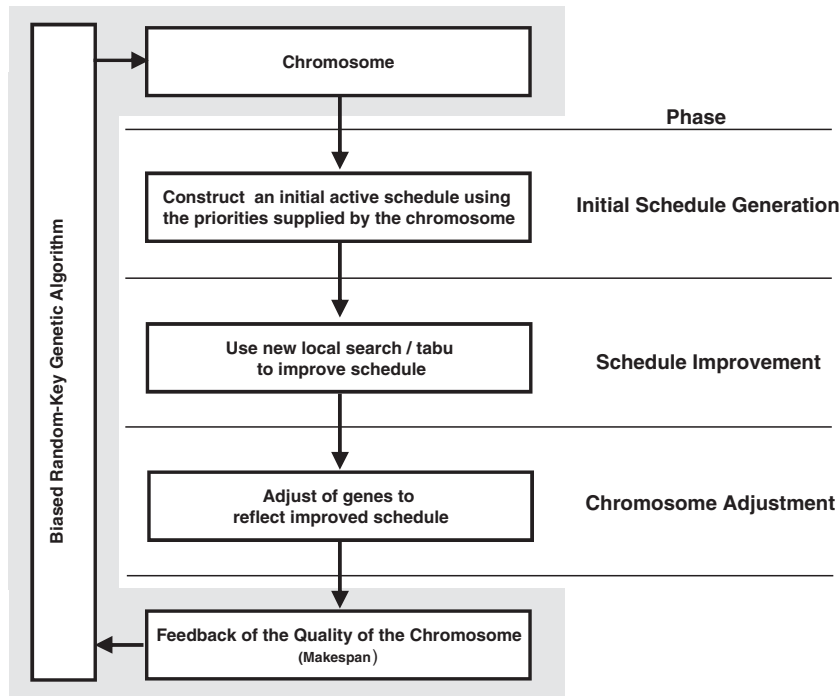 Chromosome
Phase
Construct an initial active schedule using
the priorities supplied by the chromosome
Initial Schedule Generation
Biased Random-Key Genetic Algorithm
Use new local search / tabu
to improve schedule
Schedule Improvement
Adjust of genes to
reflect improved schedule
Chromosome Adjustment
Feedback of the Quality of the Chromosome
(Makespan)